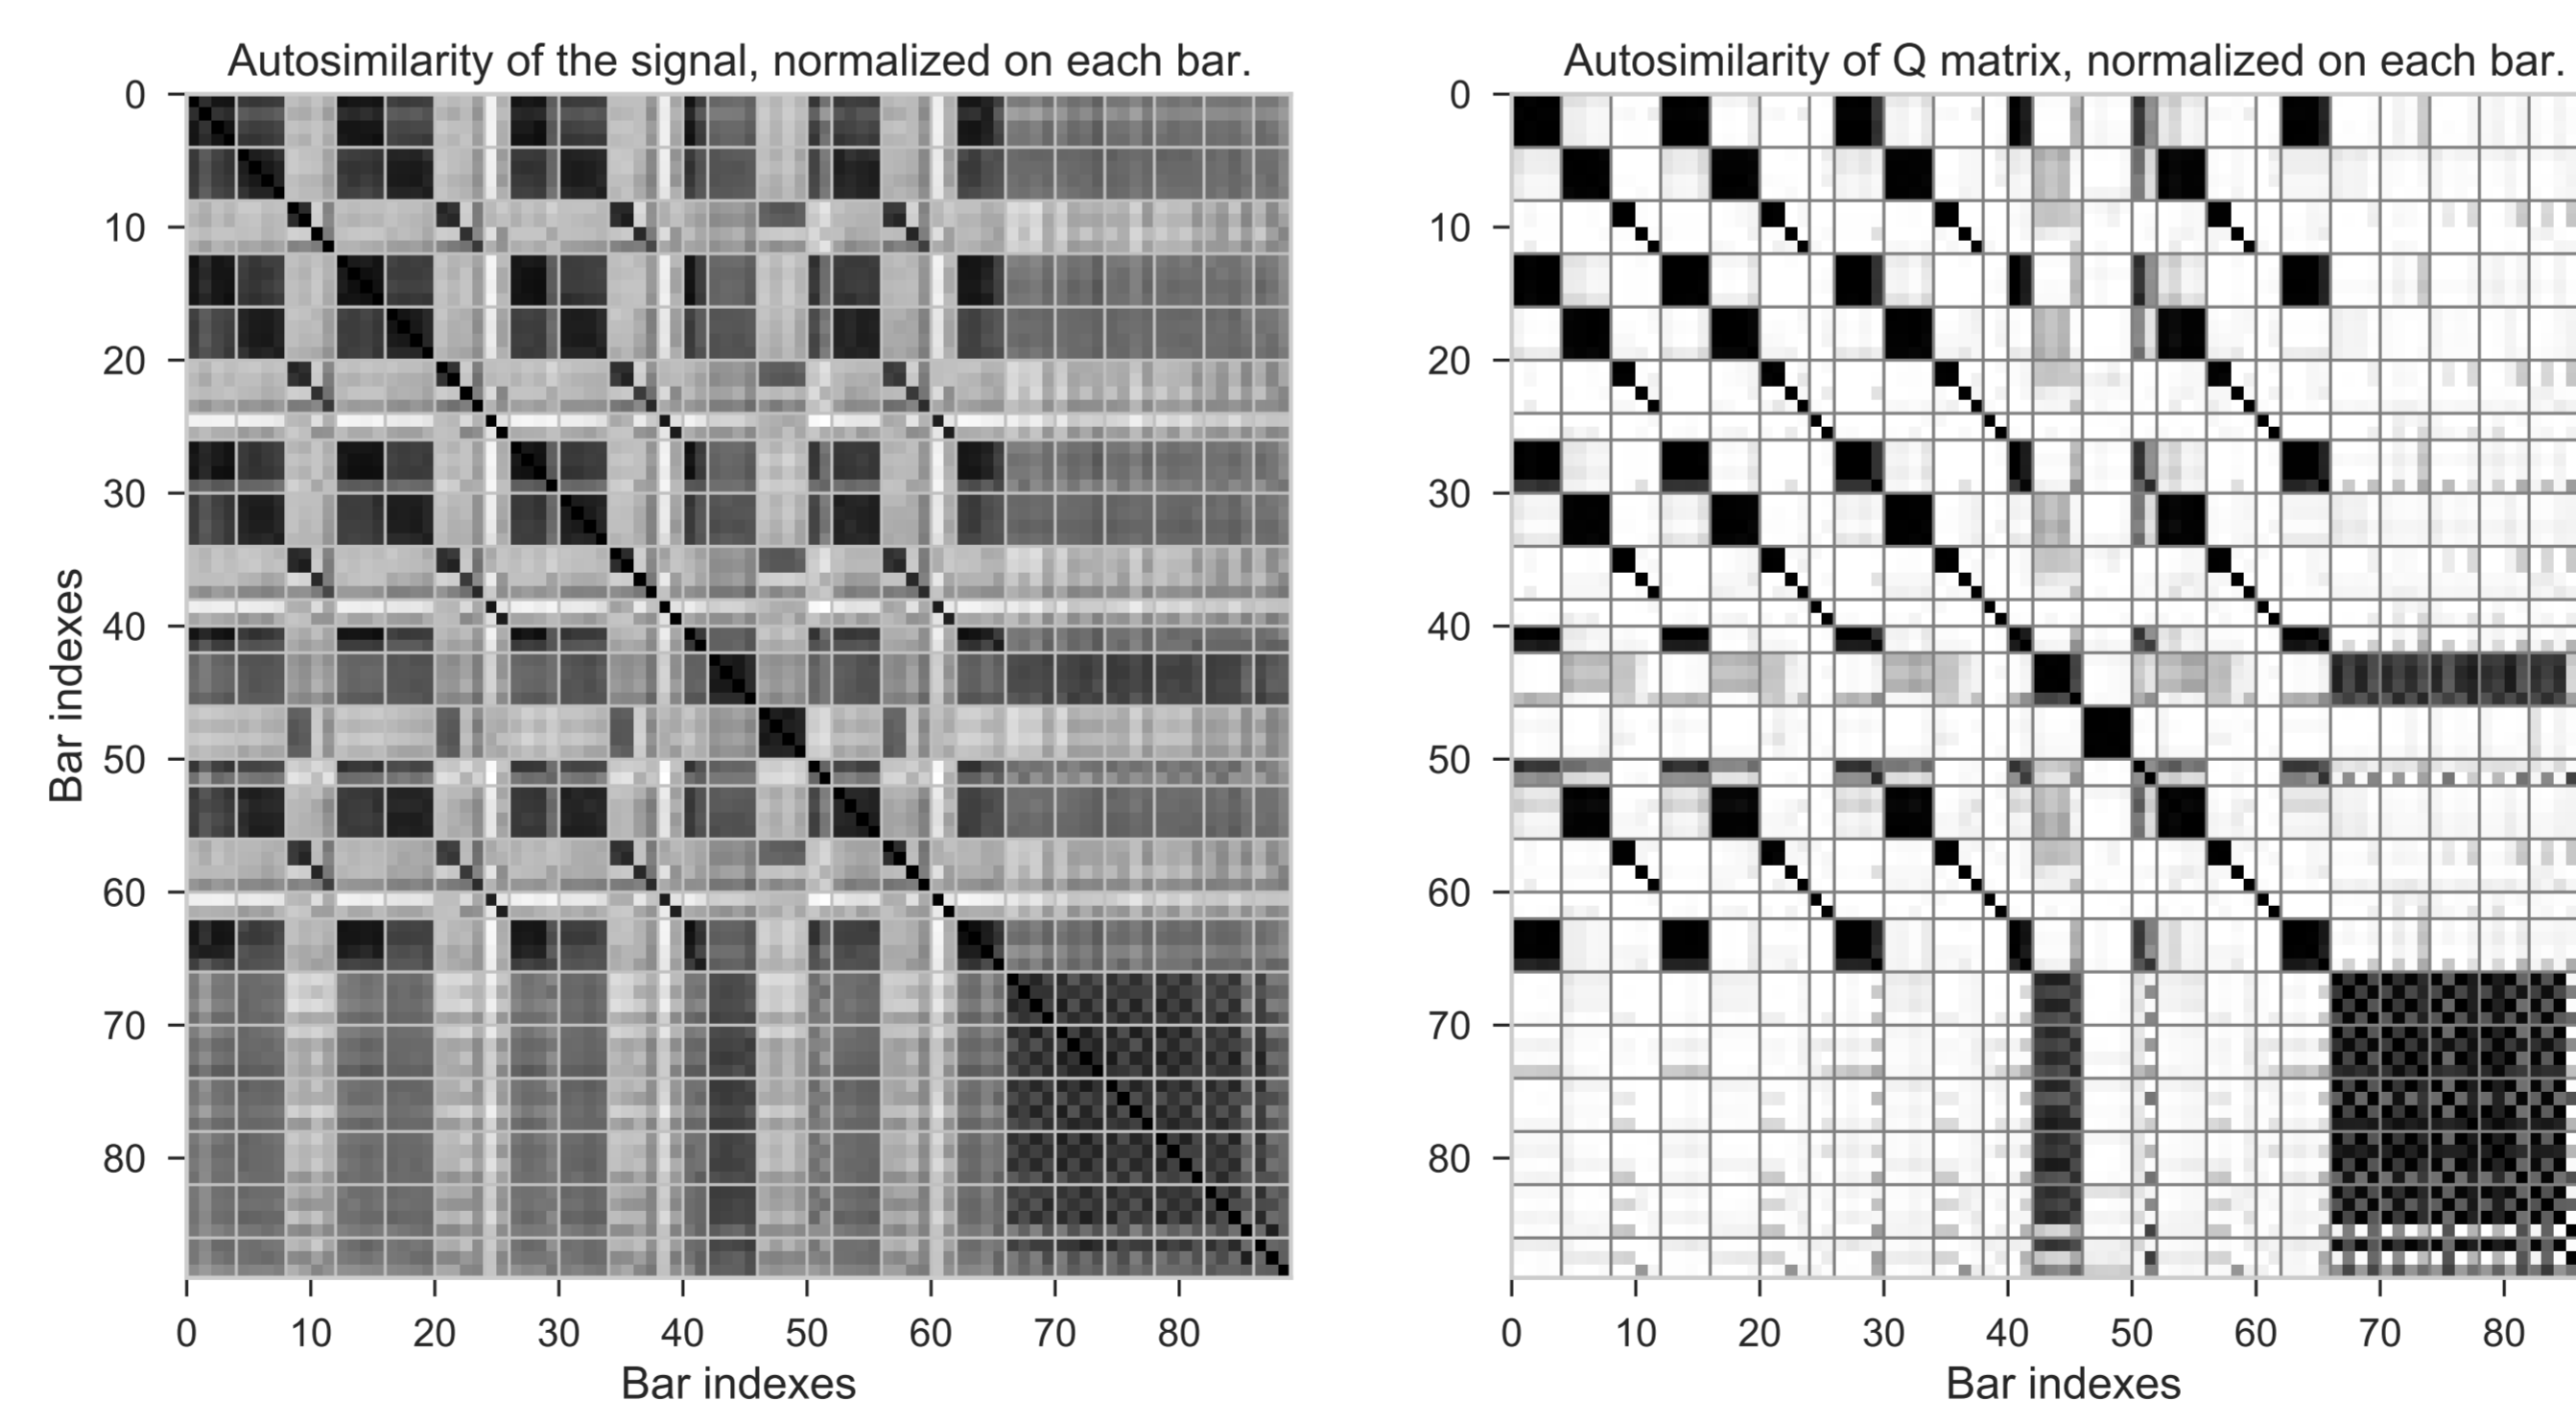 Autosimilarity of the signal, normalized on each bar.
0
10
20
30
40
50
60
70
80
Bar indexes
0 10 20 30 40 50 60 70 80
Bar indexes
Autosimilarity of Q matrix, normalized on each bar.
0
10
20
30
40
50
60
70
80
0 10 20 30 40 50 60 70 80
Bar indexes